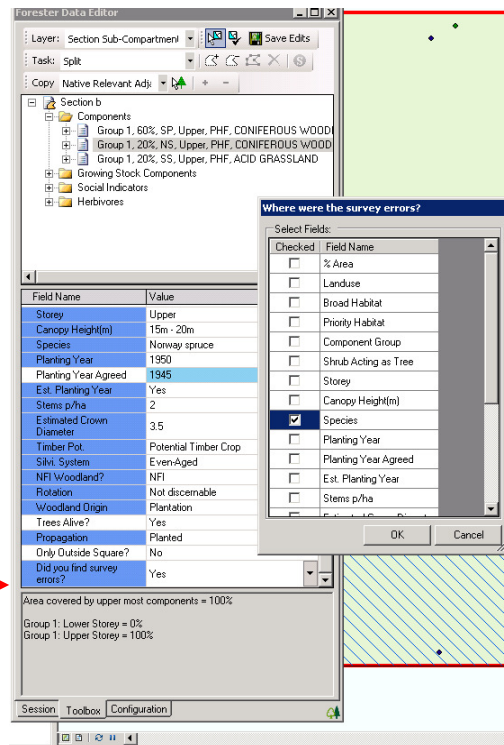 Forester Data Editor
Layer: Section Sub-Compartment Save Edits
Task: Split
Copy Native Relevant Adja
Section b
Components
Group 1, 60%, SP, Upper, PHF, CONIFEROUS WOODI
Group 1, 20%, NS, Upper, PHF, CONIFEROUS WOOD
Group 1, 20%, SS, Upper, PHF, ACID GRASSLAND
Growing Stock Components
Social Indicators
Herbivores
Field Name Value
Storey Upper
Canopy Height(m) 15m - 20m
Species Norway spruce
Planting Year 1950
Planting Year Agreed 1945
Est. Planting Year Yes
Stems p/ha 2
Estimated Crown
Diameter 3.5
Timber Pot. Potential Timber Crop
Silvi. System Even-Aged
NFI Woodland? NFI
Rotation Not discernable
Woodland Origin Plantation
Trees Alive? Yes
Propagation Planted
Only Outside Square? No
Did you find survey
errors? Yes
Area covered by upper most components = 100%
Group 1: Lower Storey = 0%
Group 1: Upper Storey = 100%
Session Toolbox Configuration
Where were the survey errors?
Select Fields:
Checked Field Name
% Area
Landuse
Broad Habitat
Priority Habitat
Component Group
Shrub Acting as Tree
Storey
Canopy Height(m)
Species
Planting Year
Planting Year Agreed
Est. Planting Year
Stems p/ha
OK Cancel